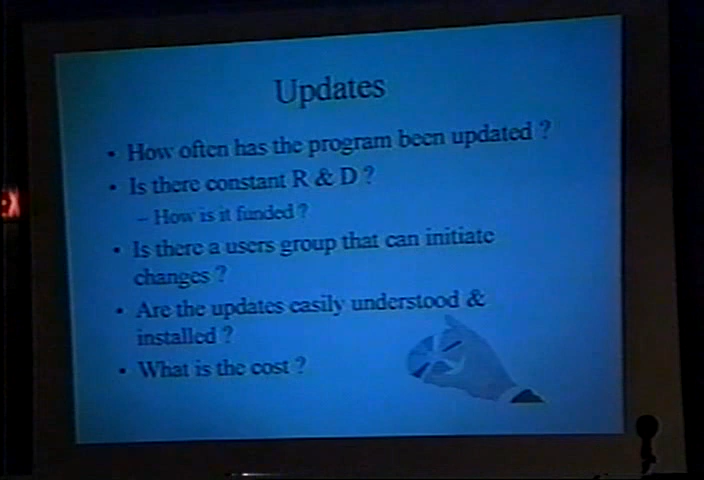 Updates
• How often has the program been updated ?
• Is there constant R & D ?
– How is it funded ?
• Is there a users group that can initiate
changes ?
• Are the updates easily understood &
installed ?
• What is the cost ?